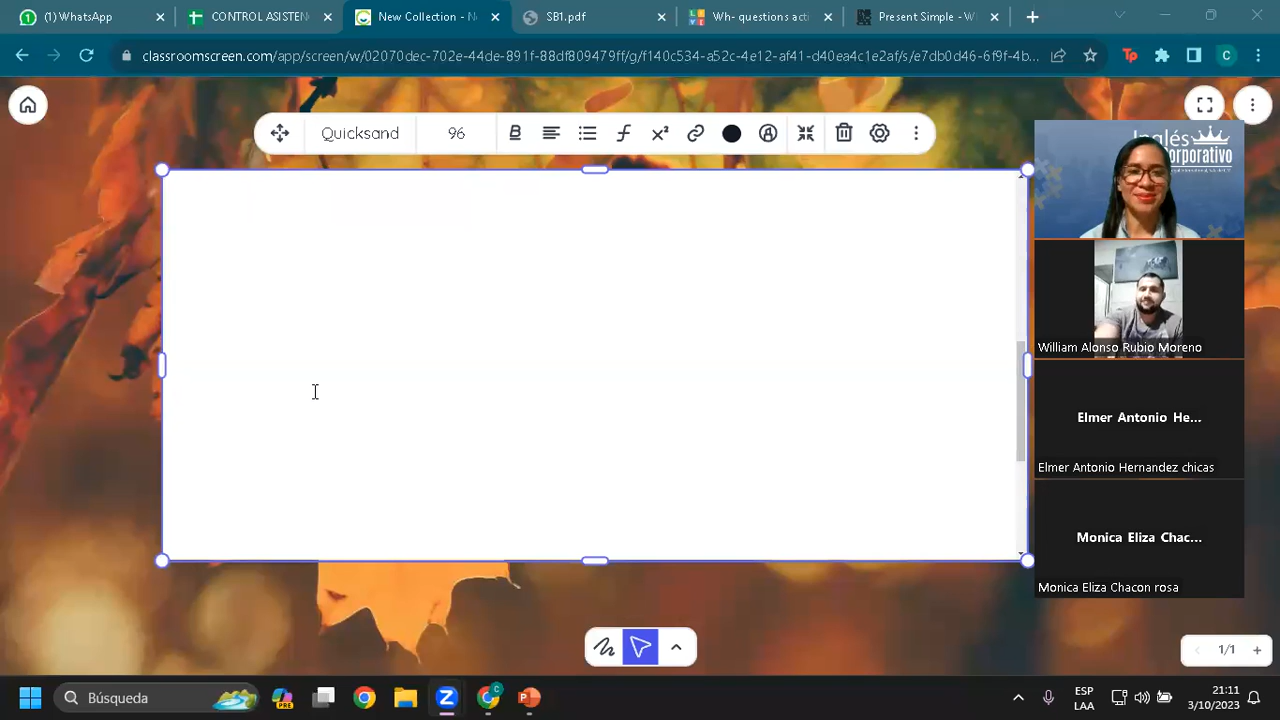 (1) WhatsApp
CONTROL ASISTEN
New Collection - N
SB1.pdf
Wh- questions acti
Present Simple - W
classroomscreen.com/app/screen/w/02070dec-702e-44de-891f-88df809479ff/g/f140c534-a52c-4e12-af41-d40ea4c1e2af/s/e7db0d46-6f9f-4b...
C
Quicksand
96
Inglés
orporativo
William Alonso Rubio Moreno
Elmer Antonio He...
Elmer Antonio Hernandez chicas
Monica Eliza Chac...
Monica Eliza Chacon rosa
1/1
Búsqueda
PRE
ESP
LAA
21:11
3/10/2023